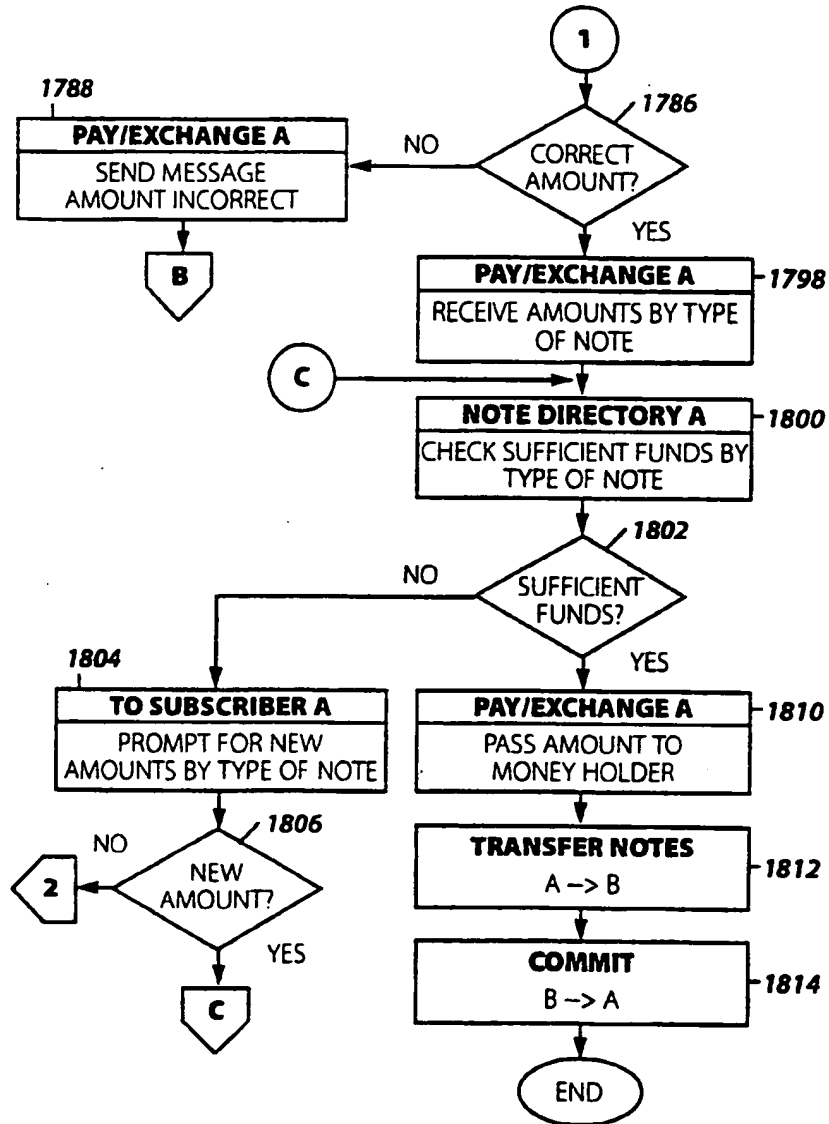 1
1786
CORRECT
AMOUNT?
NO
YES
1788
PAY/EXCHANGE A
SEND MESSAGE
AMOUNT INCORRECT
B
PAY/EXCHANGE A
1798
RECEIVE AMOUNTS BY TYPE
OF NOTE
C
NOTE DIRECTORY A
1800
CHECK SUFFICIENT FUNDS BY
TYPE OF NOTE
1802
SUFFICIENT
FUNDS?
NO
YES
1804
TO SUBSCRIBER A
PROMPT FOR NEW
AMOUNTS BY TYPE OF NOTE
1806
NEW
AMOUNT?
NO
2
YES
C
PAY/EXCHANGE A
1810
PASS AMOUNT TO
MONEY HOLDER
TRANSFER NOTES
1812
A –> B
COMMIT
1814
B –> A
END